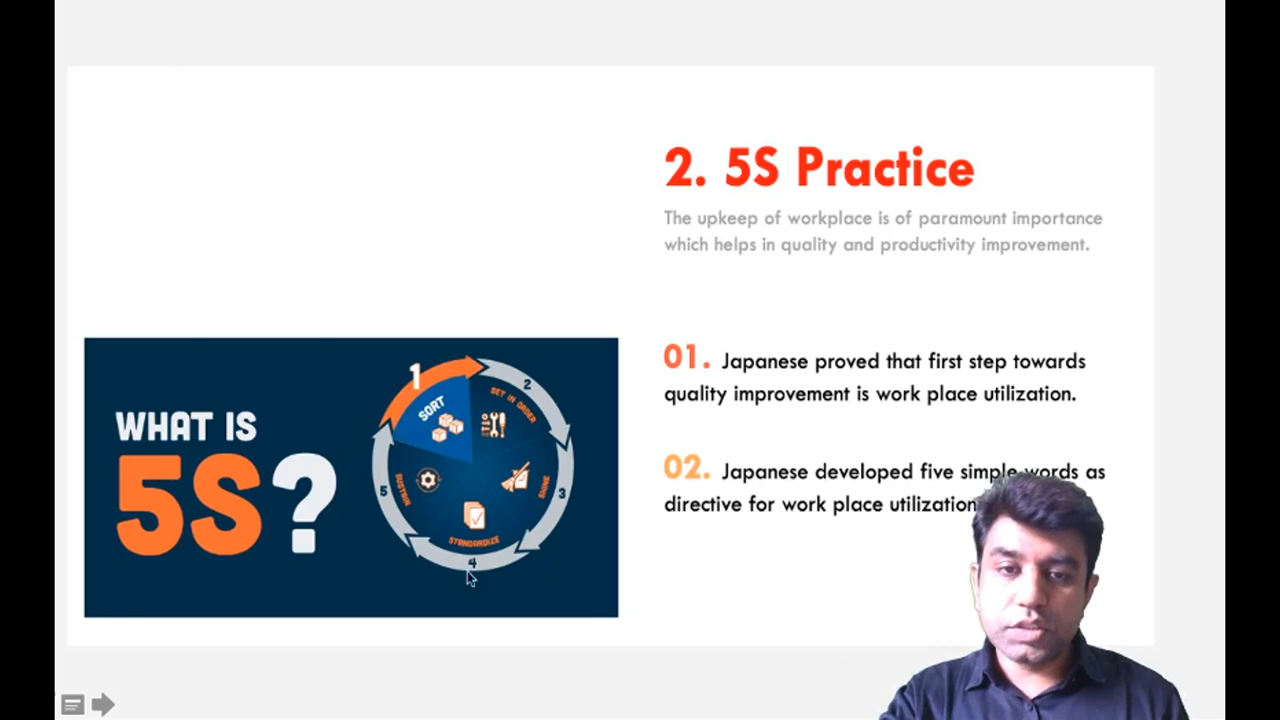 2. 5S Practice
The upkeep of workplace is of paramount importance
which helps in quality and productivity improvement.
01. Japanese proved that first step towards
quality improvement is work place utilization.
02. Japanese developed five simple words as
directive for work place utilization
WHAT IS
5S?
1
SORT
2
SET IN ORDER
3
SHINE
4
STANDARDIZE
5
SUSTAIN